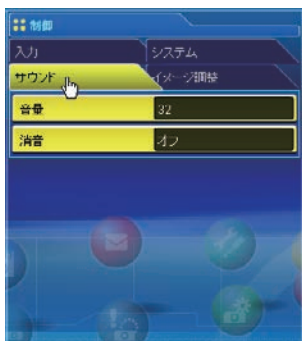 制御
入力 システム
サウンド イメージ調整
音量 32
消音 オフ